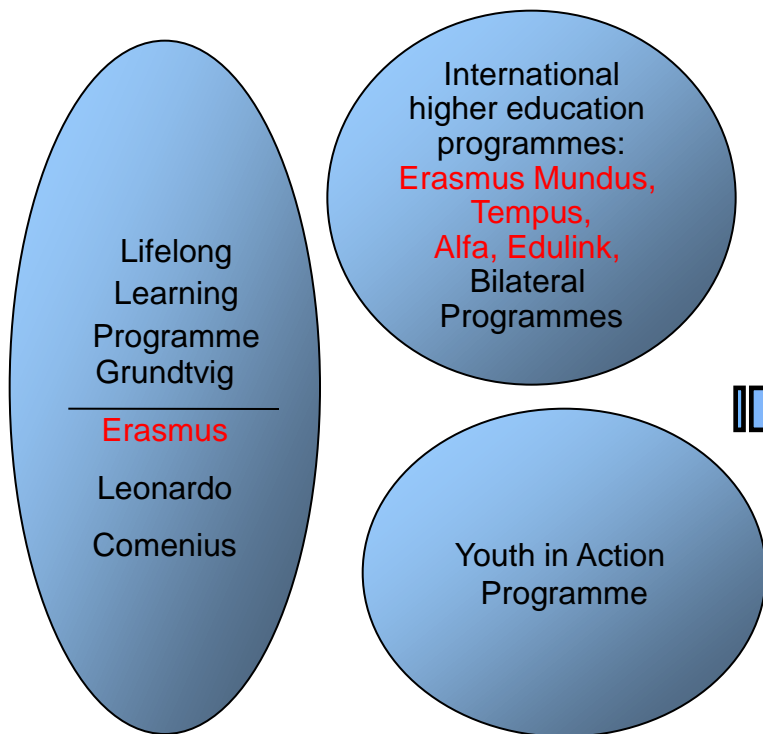 Lifelong
Learning
Programme
Grundtvig
Erasmus
Leonardo
Comenius
International
higher education
programmes:
Erasmus Mundus,
Tempus,
Alfa, Edulink,
Bilateral
Programmes
Youth in Action
Programme